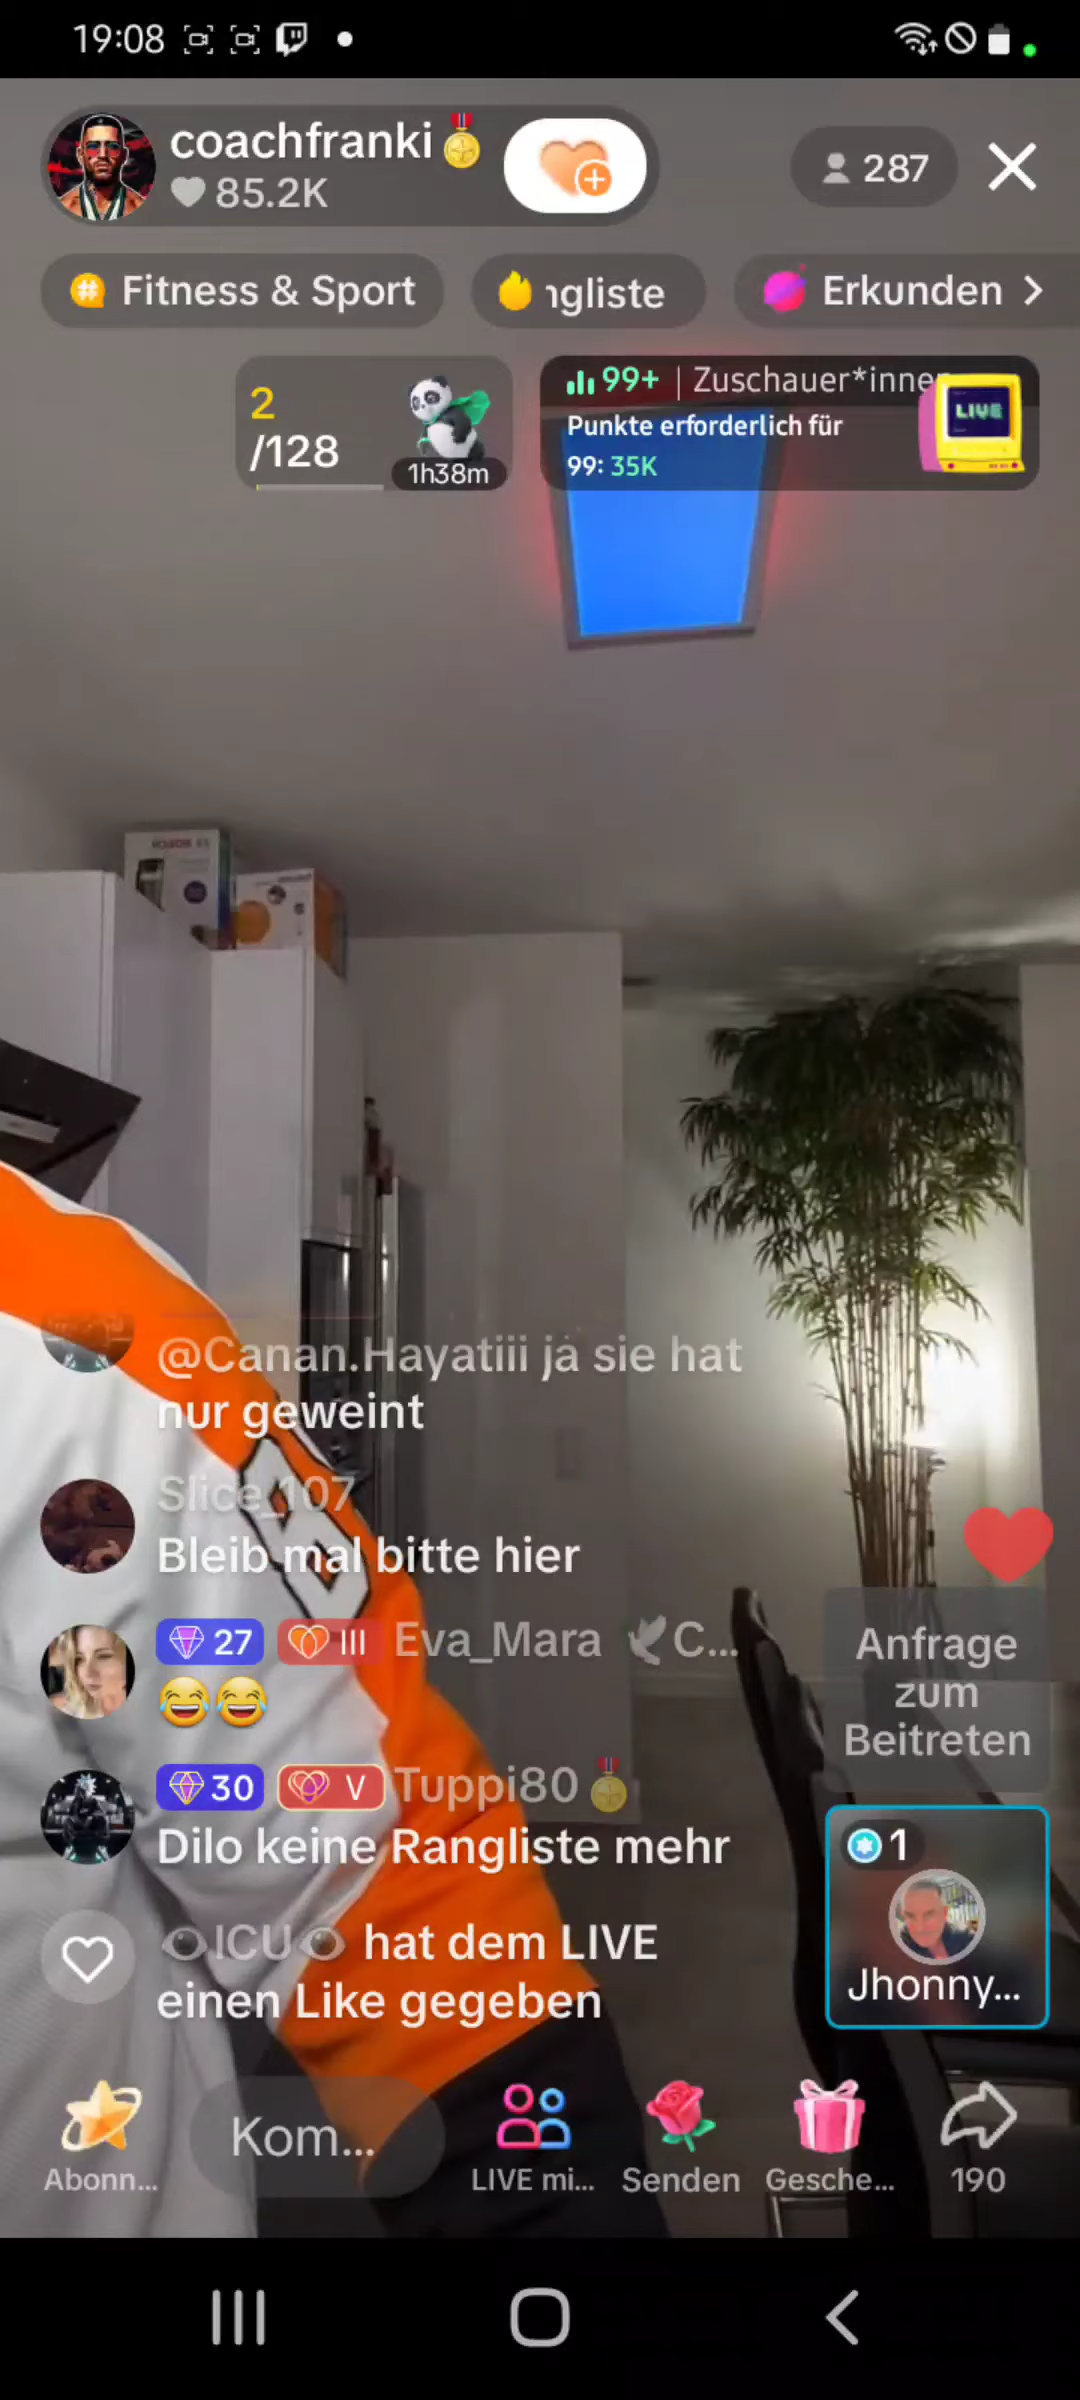 19:08
coachfranki
85.2K
287
Fitness & Sport
ngliste
Erkunden
2
/128
1h38m
99+ | Zuschauer*innen
Punkte erforderlich für
99: 35K
LIVE
@Canan.Hayatiii ja sie hat
nur geweint
Slice_107
Bleib mal bitte hier
27 III Eva_Mara C...
😂😂
30 V Tuppi80
Dilo keine Rangliste mehr
ICU hat dem LIVE
einen Like gegeben
Anfrage
zum
Beitreten
1
Jhonny...
Abonn...
Kom...
LIVE mi...
Senden
Gesche...
190